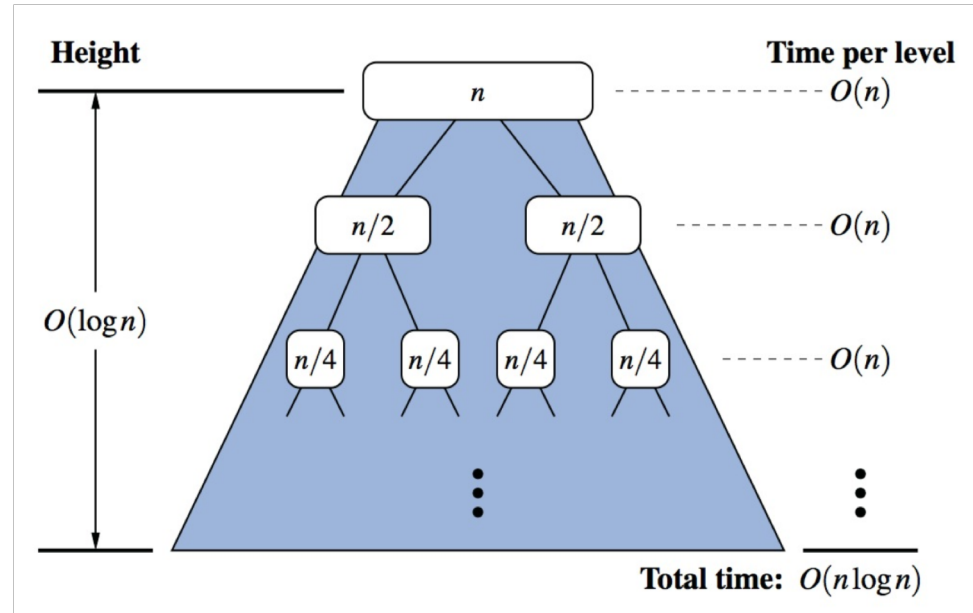 Height Time per level
n O(n)
n/2 n/2 O(n)
O(log n)
n/4 n/4 n/4 n/4 O(n)
Total time: O(n log n)